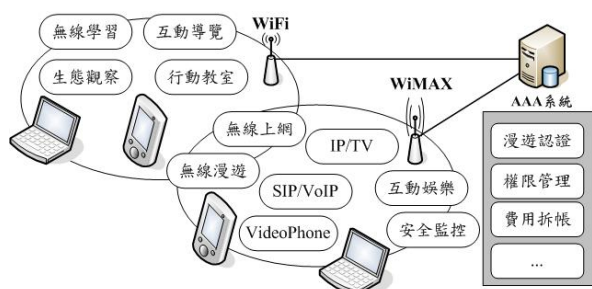 無線學習
互動導覽
WiFi
生態觀察
行動教室
WiMAX
AAA系統
無線上網
IP/TV
漫遊認證
無線漫遊
SIP/VoIP
互動娛樂
權限管理
VideoPhone
安全監控
費用拆帳
...